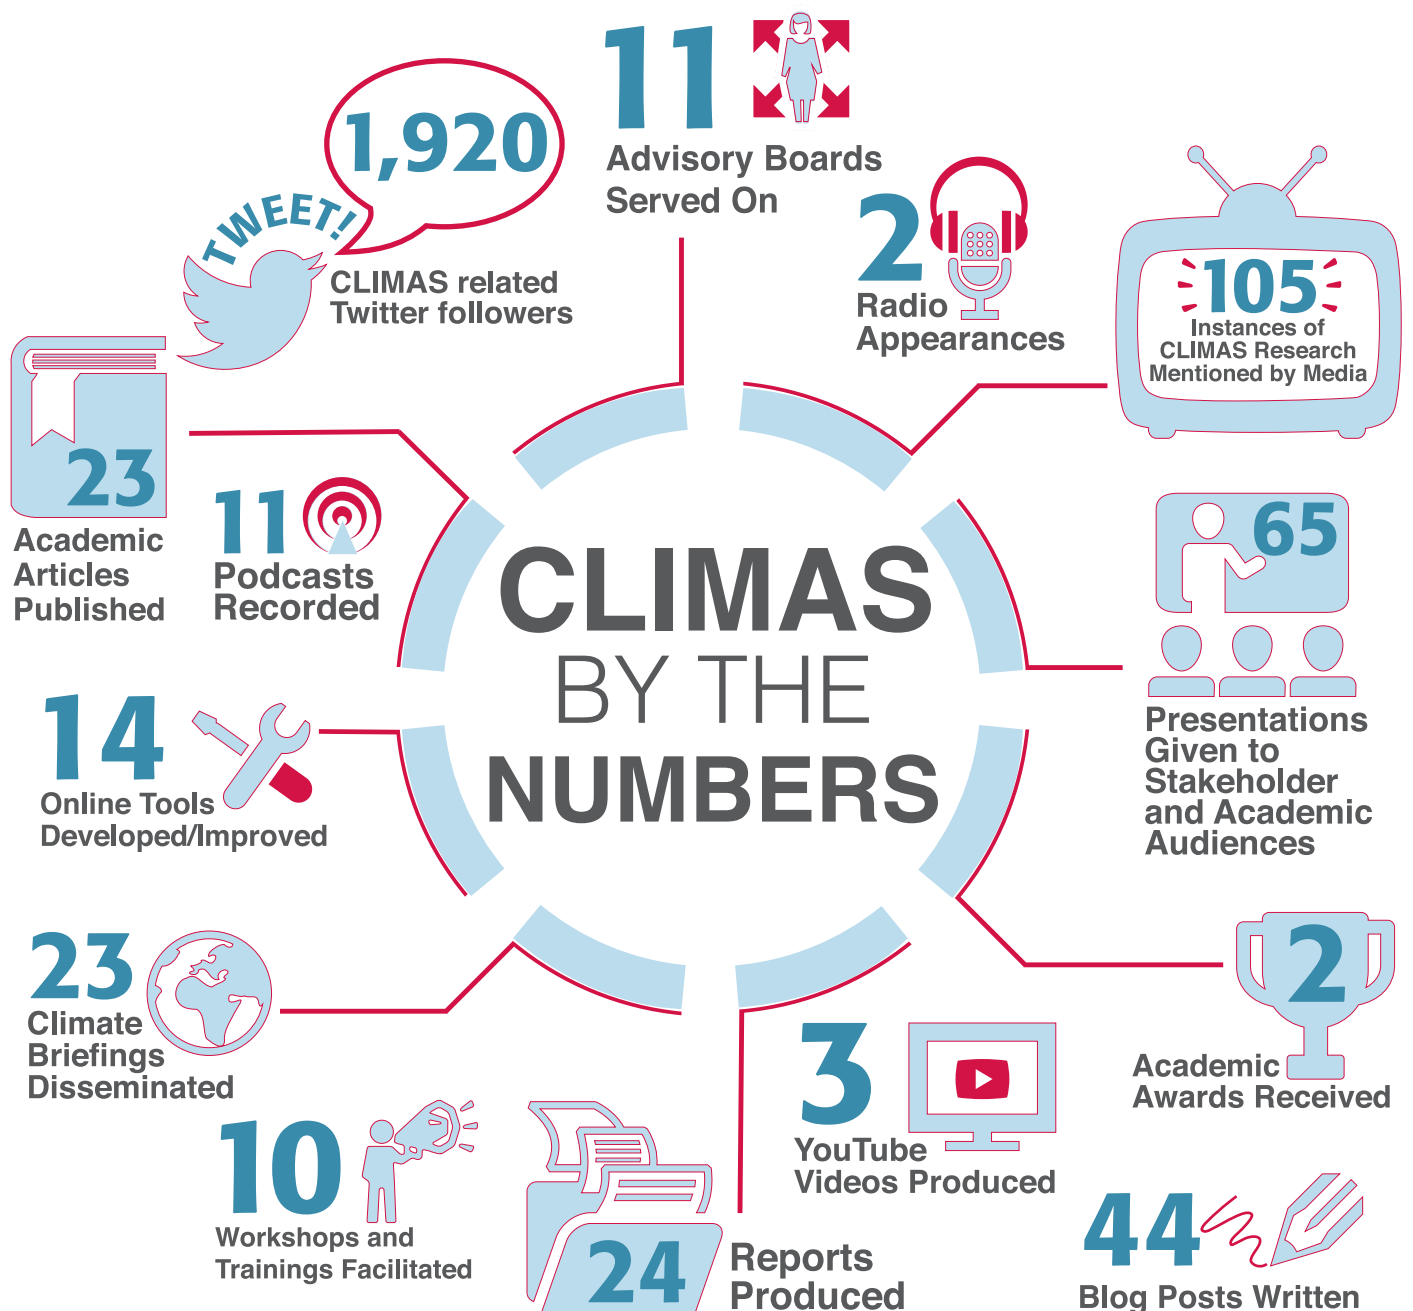 11
Advisory Boards
Served On
1,920
TWEET!
CLIMAS related
Twitter followers
2
Radio
Appearances
105
Instances of
CLIMAS Research
Mentioned by Media
23
Academic
Articles
Published
11
Podcasts
Recorded
65
Presentations
Given to
Stakeholder
and Academic
Audiences
CLIMAS
BY THE
NUMBERS
14
Online Tools
Developed/Improved
23
Climate
Briefings
Disseminated
2
Academic
Awards Received
10
Workshops and
Trainings Facilitated
24
Reports
Produced
3
YouTube
Videos Produced
44
Blog Posts Written